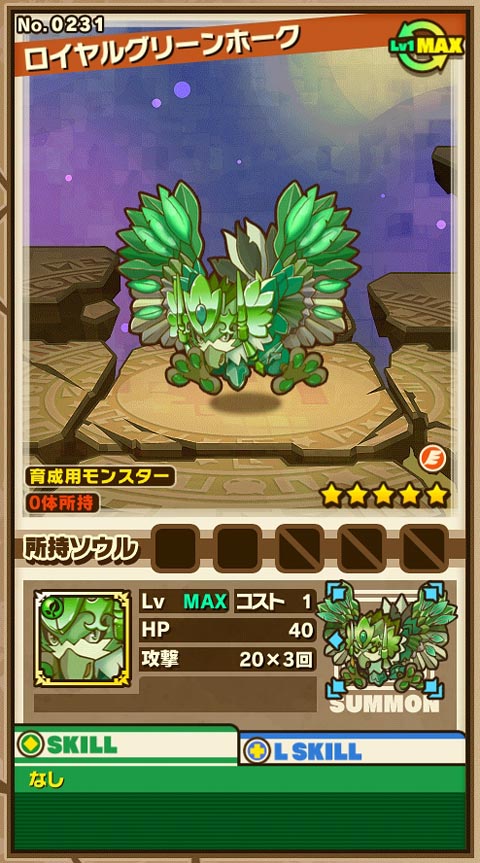 No.0231
ロイヤルグリーンホーク
Lv1 MAX
育成用モンスター
0体所持
所持ソウル
Lv MAX コスト 1
HP 40
攻撃 20×3回
SUMMON
SKILL
L SKILL
なし